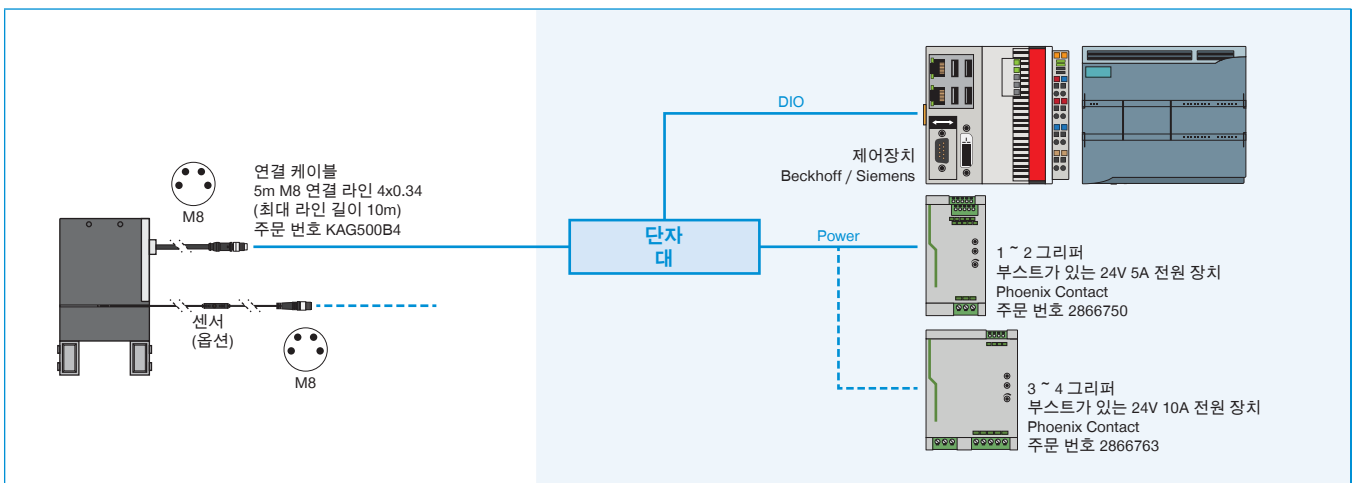 연결 케이블
5m M8 연결 라인 4x0.34
(최대 라인 길이 10m)
주문 번호 KAG500B4
M8
센서
(옵션)
M8
단자
대
DIO
제어장치
Beckhoff / Siemens
Power
1 ~ 2 그리퍼
부스트가 있는 24V 5A 전원 장치
Phoenix Contact
주문 번호 2866750
3 ~ 4 그리퍼
부스트가 있는 24V 10A 전원 장치
Phoenix Contact
주문 번호 2866763